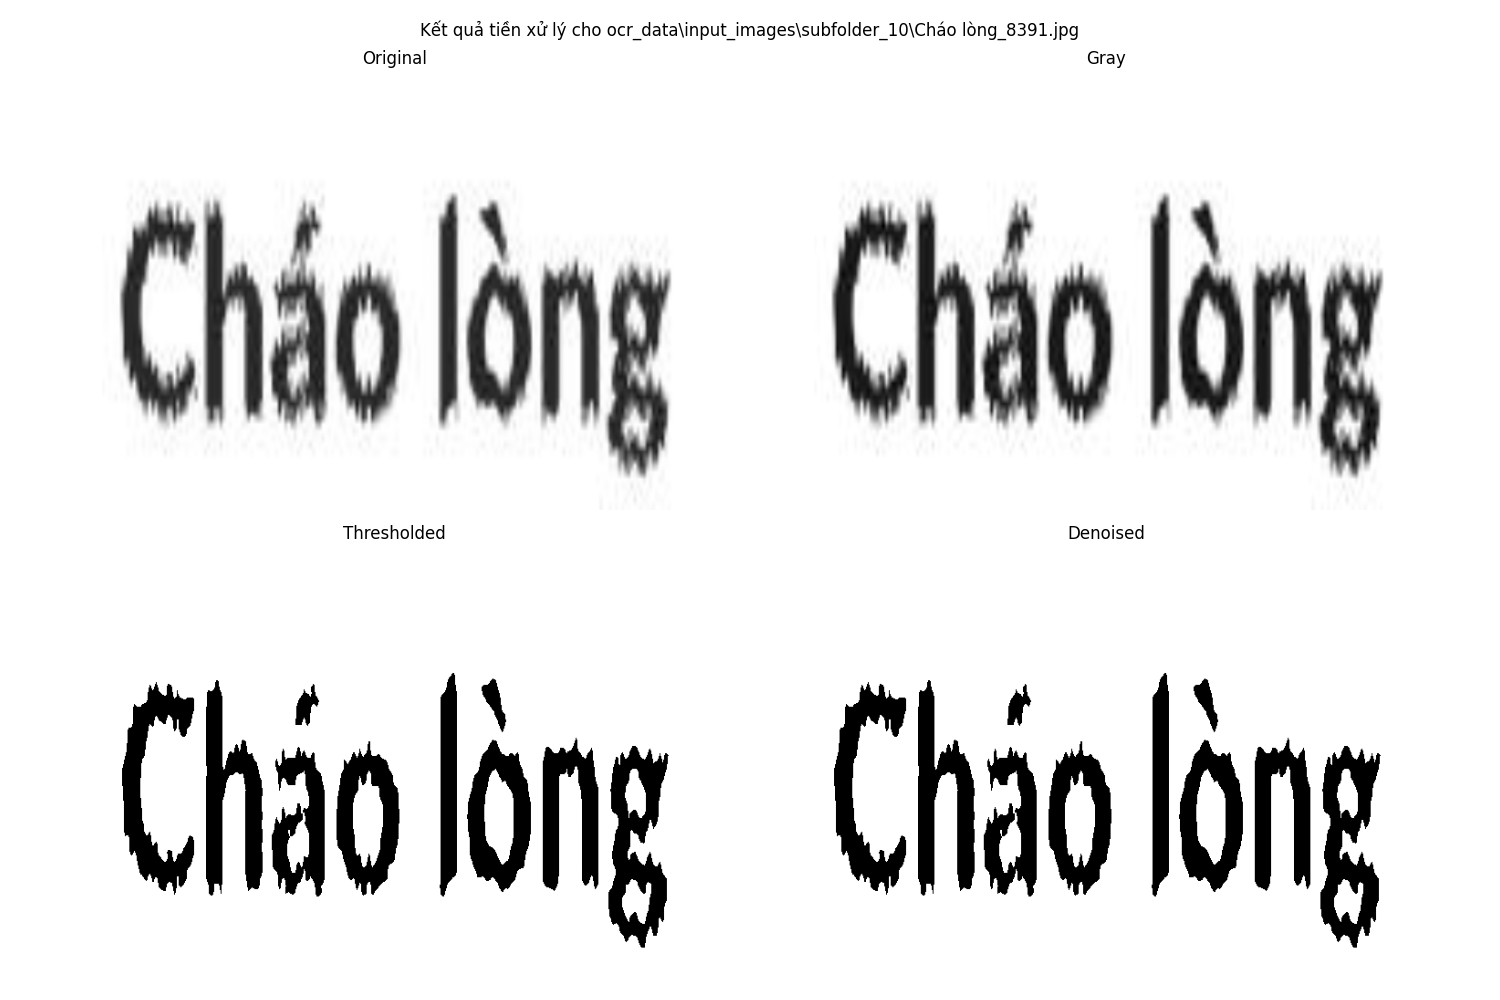 Kết quả tiền xử lý cho ocr_data\input_images\subfolder_10\Cháo lòng_8391.jpg
Original
Gray
Cháo lòng
Cháo lòng
Thresholded
Denoised
Cháo lòng
Cháo lòng